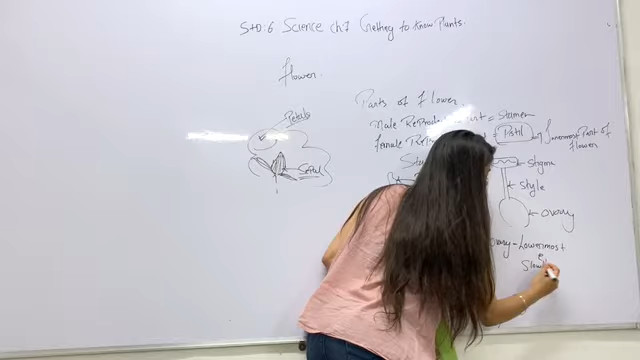 STD:6 Science ch:7 Getting to Know Plants.
flower.
Petals
Sepal
Parts of Flower.
Male Reproductive Part = Stamen
female
Pistil → Innermost Part of
flower
stigma
style
ovary
ovary - Lowermost
&